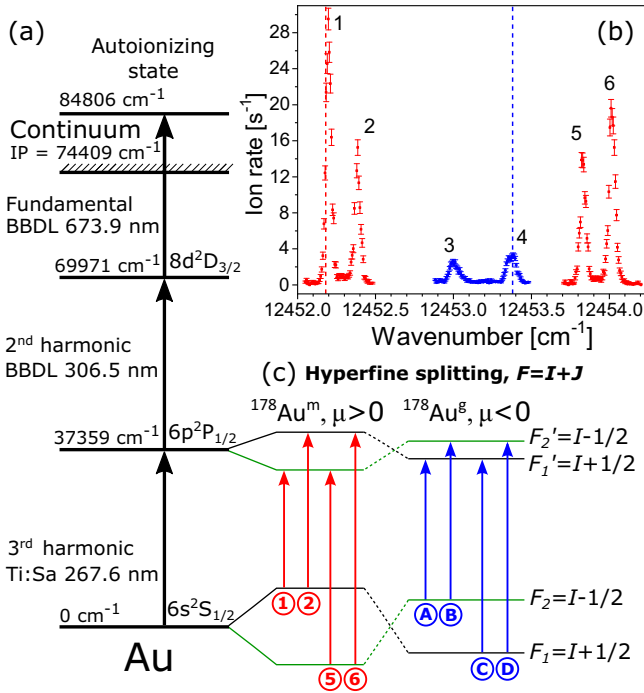 (a)
Autoionizing
state
84806 cm⁻¹
Continuum
IP = 74409 cm⁻¹
Fundamental
BBDL 673.9 nm
69971 cm⁻¹ 8d²D₃/₂
2ⁿᵈ harmonic
BBDL 306.5 nm
37359 cm⁻¹ 6p²P₁/₂
3ʳᵈ harmonic
Ti:Sa 267.6 nm
0 cm⁻¹ 6s²S₁/₂
Au
(b)
Ion rate [s⁻¹]
28
24
20
16
12
8
4
0
1
2
3
4
5
6
12452.0 12452.5 12453.0 12453.5 12454.0
Wavenumber [cm⁻¹]
(c) Hyperfine splitting, F=I+J
¹⁷⁸Auᵐ, μ>0 ¹⁷⁸Auᵍ, μ<0
F₂'=I-1/2
F₁'=I+1/2
F₂=I-1/2
F₁=I+1/2
1 2
5 6
A B
C D